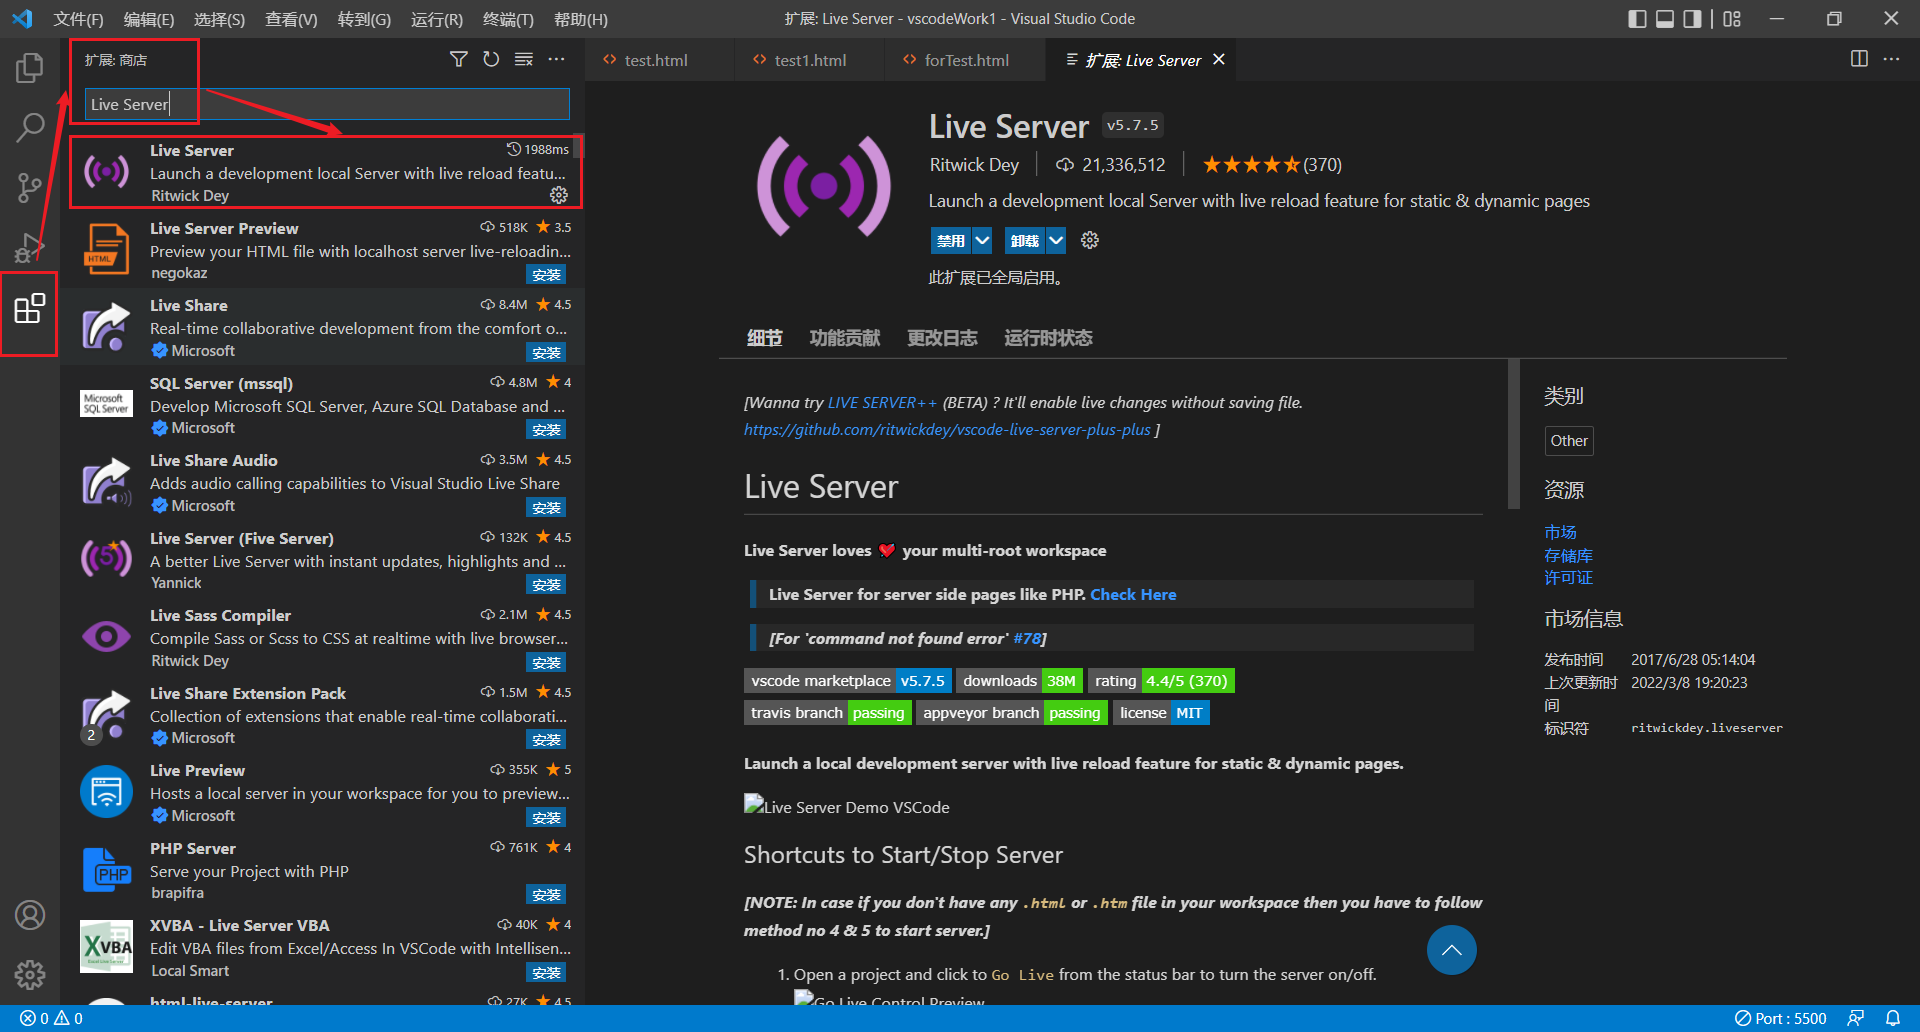 文件(F) 编辑(E) 选择(S) 查看(V) 转到(G) 运行(R) 终端(T) 帮助(H)
扩展: Live Server - vscodeWork1 - Visual Studio Code
扩展: 商店
Live Server
Live Server 1988ms
Launch a development local Server with live reload featu...
Ritwick Dey
Live Server Preview 518K 3.5
Preview your HTML file with localhost server live-reloadin...
negokaz 安装
Live Share 8.4M 4.5
Real-time collaborative development from the comfort o...
Microsoft 安装
Microsoft
SQL Server
SQL Server (mssql) 4.8M 4
Develop Microsoft SQL Server, Azure SQL Database and ...
Microsoft 安装
Live Share Audio 3.5M 4.5
Adds audio calling capabilities to Visual Studio Live Share
Microsoft 安装
Live Server (Five Server) 132K 4.5
A better Live Server with instant updates, highlights and ...
Yannick 安装
Live Sass Compiler 2.1M 4.5
Compile Sass or Scss to CSS at realtime with live browser...
Ritwick Dey 安装
Live Share Extension Pack 1.5M 4.5
Collection of extensions that enable real-time collaborati...
2
Microsoft 安装
Live Preview 355K 5
Hosts a local server in your workspace for you to preview...
Microsoft 安装
PHP
PHP Server 761K 4
Serve your Project with PHP
brapifra 安装
XVBA
XVBA - Live Server VBA 40K 4
Edit VBA files from Excel/Access In VSCode with Intellisen...
Local Smart 安装
html-live-server 27K 4.5
test.html
test1.html
forTest.html
扩展: Live Server
Live Server v5.7.5
Ritwick Dey 21,336,512 (370)
Launch a development local Server with live reload feature for static & dynamic pages
禁用 卸载
此扩展已全局启用。
细节 功能贡献 更改日志 运行时状态
[Wanna try LIVE SERVER++ (BETA) ? It'll enable live changes without saving file.
https://github.com/ritwickdey/vscode-live-server-plus-plus ]
Live Server
Live Server loves ❤ your multi-root workspace
Live Server for server side pages like PHP. Check Here
[For 'command not found error' #78]
vscode marketplace v5.7.5 downloads 38M rating 4.4/5 (370)
travis branch passing appveyor branch passing license MIT
Launch a local development server with live reload feature for static & dynamic pages.
Live Server Demo VSCode
Shortcuts to Start/Stop Server
[NOTE: In case if you don't have any .html or .htm file in your workspace then you have to follow
method no 4 & 5 to start server.]
1. Open a project and click to Go Live from the status bar to turn the server on/off.
Go Live Control Preview
类别
Other
资源
市场
存储库
许可证
市场信息
发布时间 2017/6/28 05:14:04
上次更新时 2022/3/8 19:20:23
间
标识符 ritwickdey.liveserver
0 0
Port : 5500